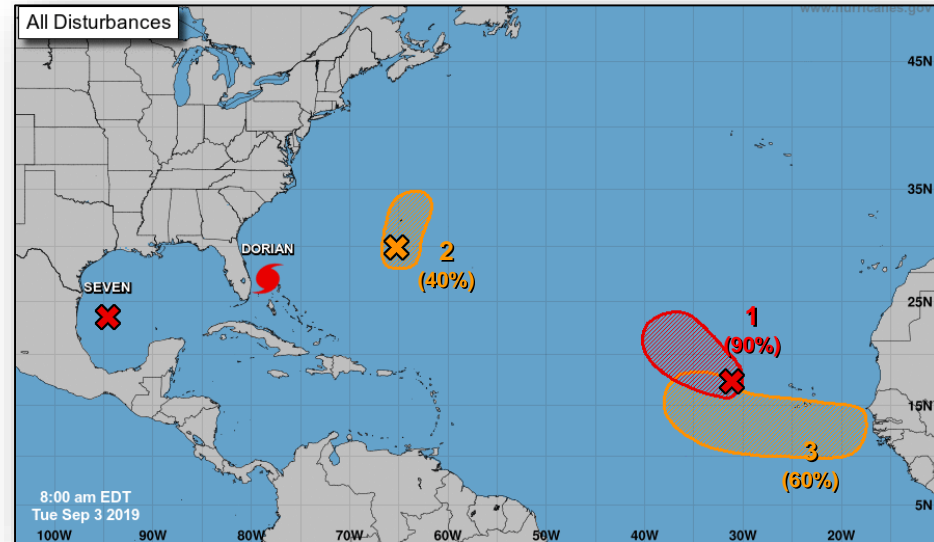 All Disturbances
www.hurricanes.gov
45N
35N
DORIAN
2
(40%)
SEVEN
25N
1
(90%)
15N
3
(60%)
8:00 am EDT
Tue Sep 3 2019
5N
100W 90W 80W 70W 60W 50W 40W 30W 20W